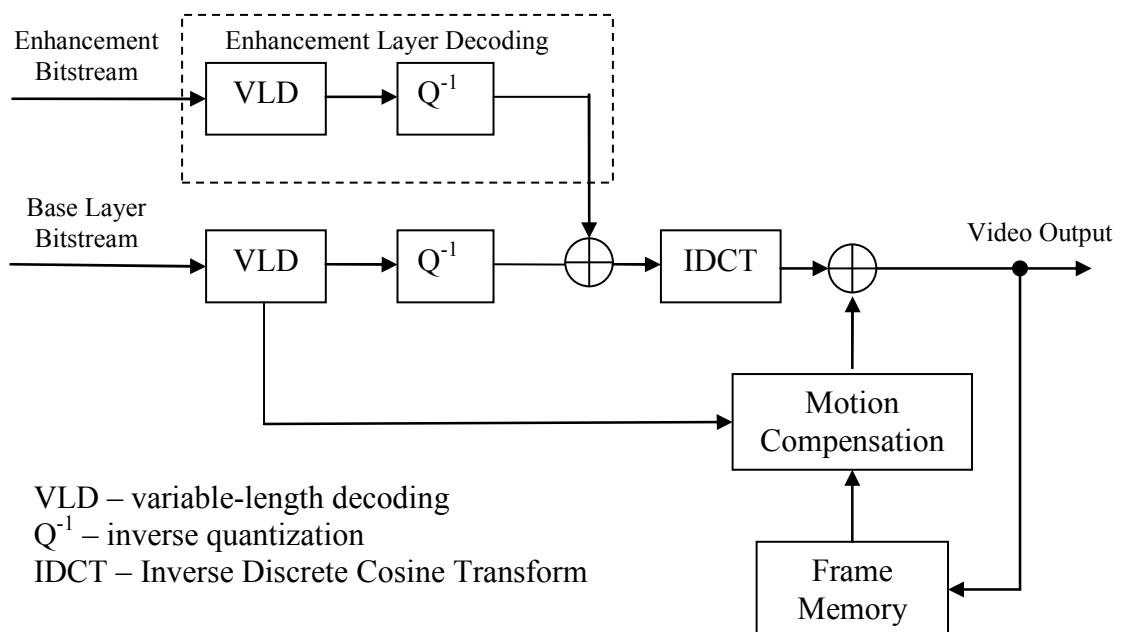 Enhancement
Bitstream
Enhancement Layer Decoding
VLD
Q⁻¹
Base Layer
Bitstream
VLD
Q⁻¹
IDCT
Video Output
Motion
Compensation
VLD – variable-length decoding
Q⁻¹ – inverse quantization
IDCT – Inverse Discrete Cosine Transform
Frame
Memory